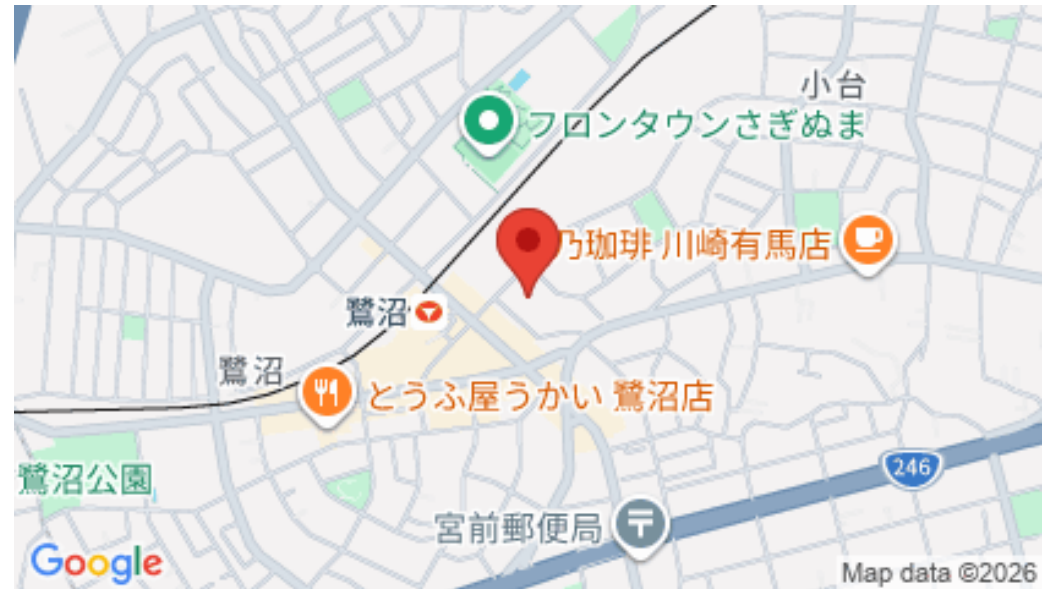 小台
フロンタウンさぎぬま
乃珈琲 川崎有馬店
鷺沼
鷺沼
とうふ屋うかい 鷺沼店
246
鷺沼公園
宮前郵便局
Google
Map data ©2026